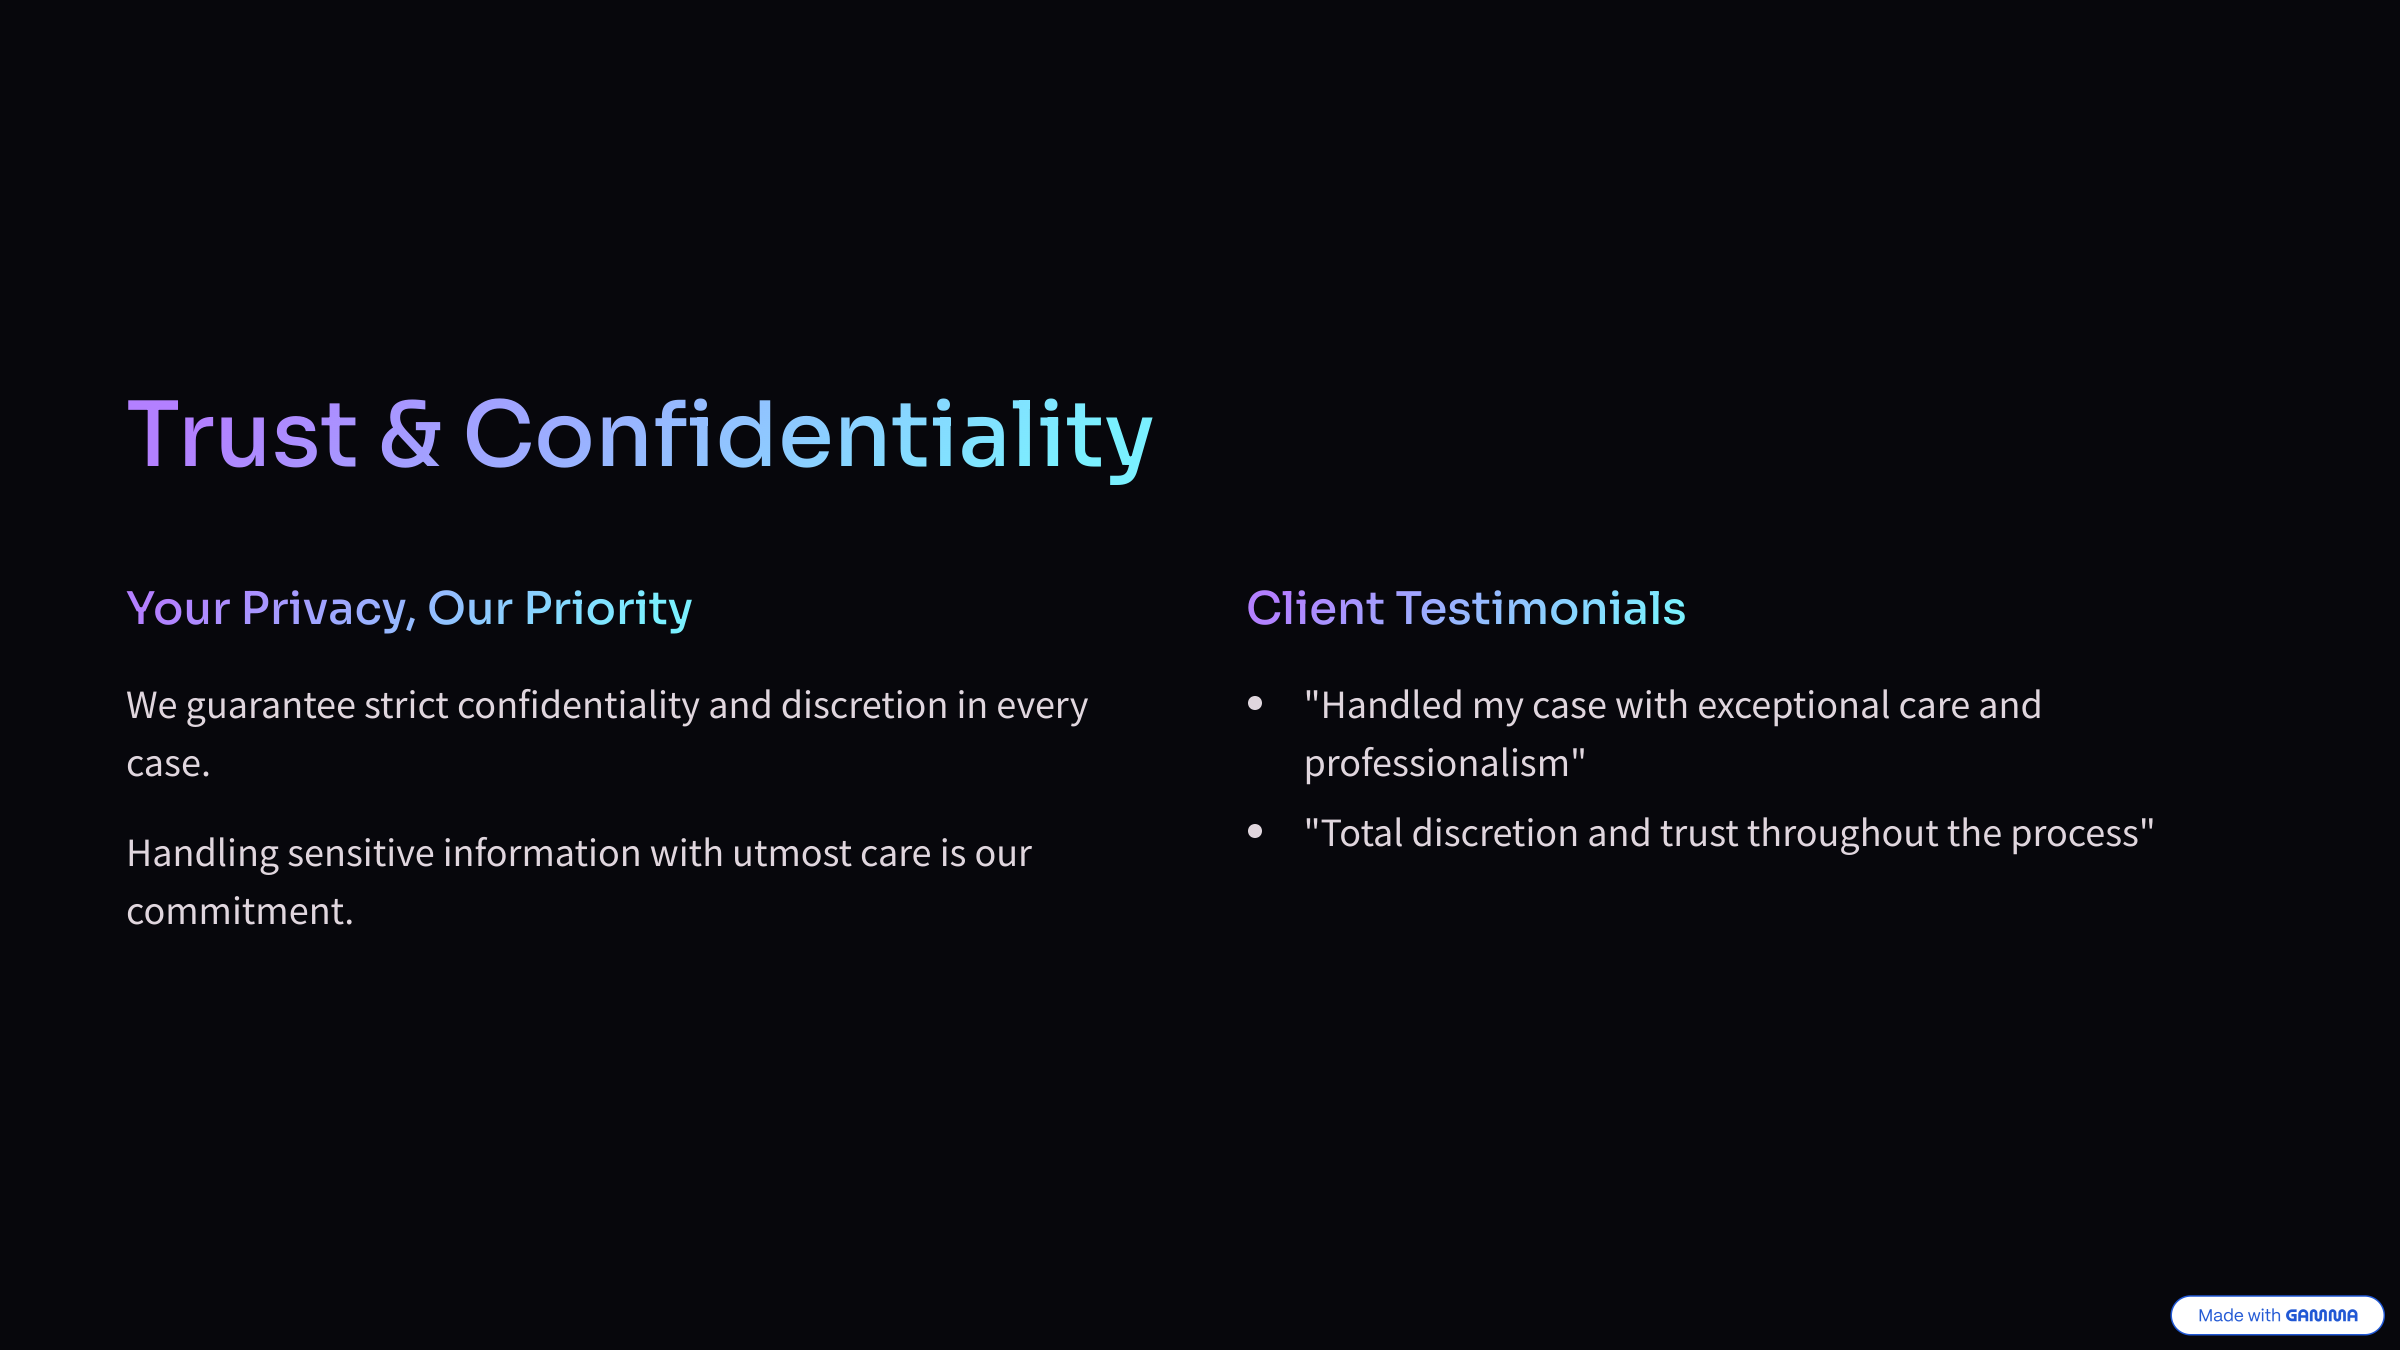 Trust & Confidentiality
Your Privacy, Our Priority
We guarantee strict confidentiality and discretion in every
case.
Handling sensitive information with utmost care is our
commitment.
Client Testimonials
• "Handled my case with exceptional care and
professionalism"
• "Total discretion and trust throughout the process"
Made with GAMMA